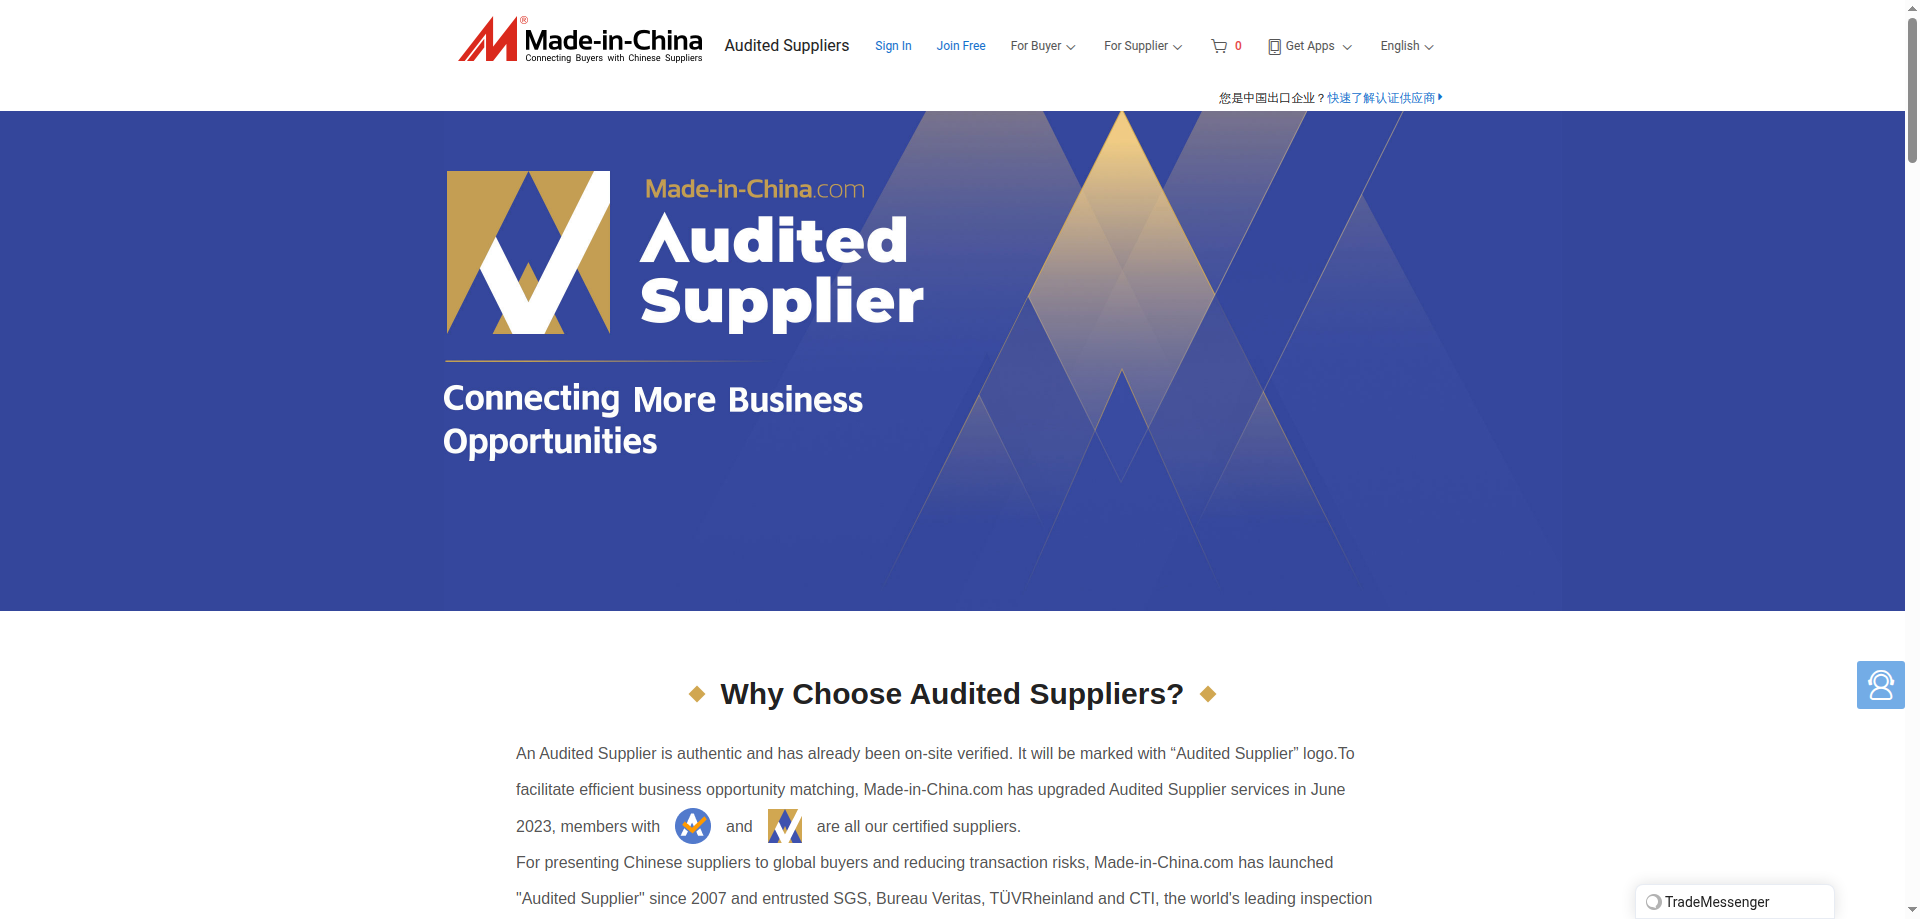 Made-in-China®
Connecting Buyers with Chinese Suppliers
Audited Suppliers
Sign In
Join Free
For Buyer
For Supplier
0
Get Apps
English
您是中国出口企业？快速了解认证供应商
Made-in-China.com
Audited
Supplier
Connecting More Business
Opportunities
Why Choose Audited Suppliers?
An Audited Supplier is authentic and has already been on-site verified. It will be marked with “Audited Supplier” logo.To
facilitate efficient business opportunity matching, Made-in-China.com has upgraded Audited Supplier services in June
2023, members with and are all our certified suppliers.
For presenting Chinese suppliers to global buyers and reducing transaction risks, Made-in-China.com has launched
"Audited Supplier" since 2007 and entrusted SGS, Bureau Veritas, TÜVRheinland and CTI, the world's leading inspection
TradeMessenger